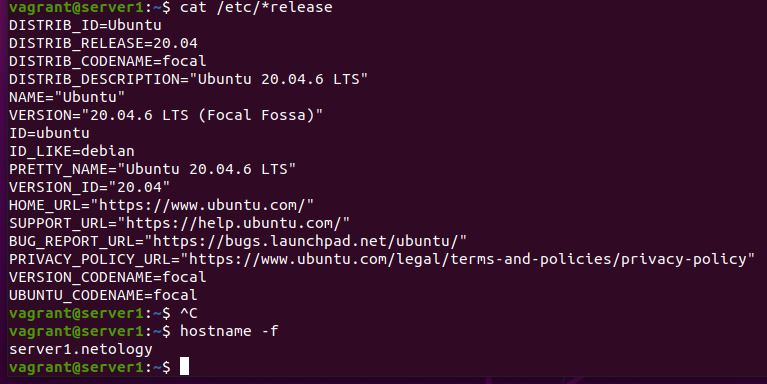 vagrant@server1:~$ cat /etc/*release
DISTRIB_ID=Ubuntu
DISTRIB_RELEASE=20.04
DISTRIB_CODENAME=focal
DISTRIB_DESCRIPTION="Ubuntu 20.04.6 LTS"
NAME="Ubuntu"
VERSION="20.04.6 LTS (Focal Fossa)"
ID=ubuntu
ID_LIKE=debian
PRETTY_NAME="Ubuntu 20.04.6 LTS"
VERSION_ID="20.04"
HOME_URL="https://www.ubuntu.com/"
SUPPORT_URL="https://help.ubuntu.com/"
BUG_REPORT_URL="https://bugs.launchpad.net/ubuntu/"
PRIVACY_POLICY_URL="https://www.ubuntu.com/legal/terms-and-policies/privacy-policy"
VERSION_CODENAME=focal
UBUNTU_CODENAME=focal
vagrant@server1:~$ ^C
vagrant@server1:~$ hostname -f
server1.netology
vagrant@server1:~$